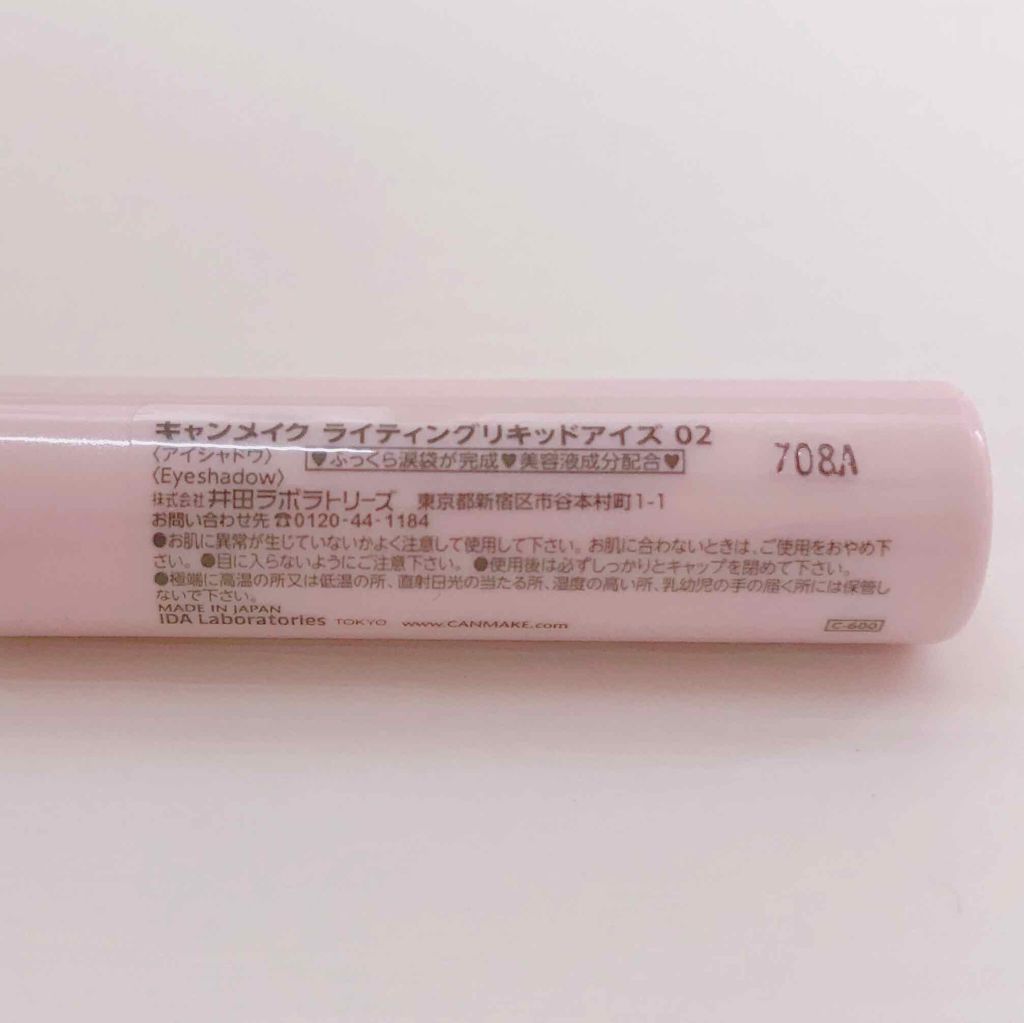 キャンメイク ライティングリキッドアイズ 02
〈アイシャドウ〉
♥ふっくら涙袋が完成♥美容液成分配合♥
708A
〈Eyeshadow〉
株式会社 井田ラボラトリーズ 東京都新宿区市谷本村町1-1
お問い合わせ先 ☎0120-44-1184
●お肌に異常が生じていないかよく注意して使用して下さい。お肌に合わないときは、ご使用をおやめ下
さい。●目に入らないようにご注意下さい。●使用後は必ずしっかりとキャップを閉めて下さい。
●極端に高温の所又は低温の所、直射日光の当たる所、湿度の高い所、乳幼児の手の届く所には保管し
ないで下さい。
MADE IN JAPAN
IDA Laboratories TOKYO www.CANMAKE.com
C-600